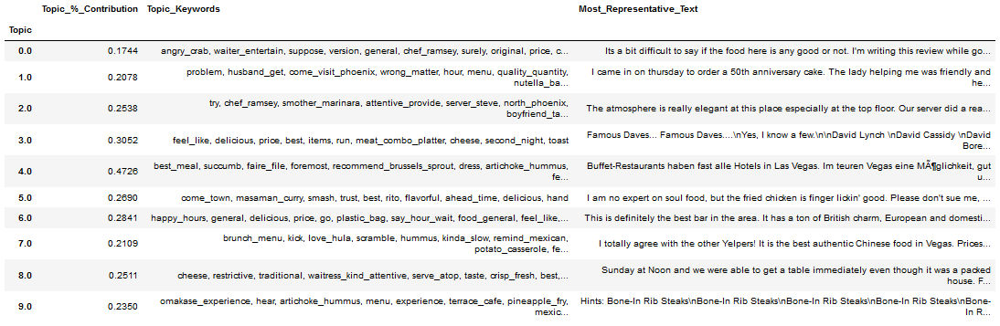 Topic_%_Contribution Topic_Keywords Most_Representative_Text
Topic
0.0 0.1744 angry_crab, waiter_entertain, suppose, version, general, chef_ramsey, surely, original, price, c... Its a bit difficult to say if the food here is any good or not. I'm writing this review while go...
1.0 0.2078 problem, husband_get, come_visit_phoenix, wrong_matter, hour, menu, quality_quantity, nutella_ba... I came in on thursday to order a 50th anniversary cake. The lady helping me was friendly and he...
2.0 0.2538 try, chef_ramsey, smother_marinara, attentive_provide, server_steve, north_phoenix, boyfriend_ta... The atmosphere is really elegant at this place especially at the top floor. Our server did a rea...
3.0 0.3052 feel_like, delicious, price, best, items, run, meat_combo_platter, cheese, second_night, toast Famous Daves... Famous Daves....\nYes, I know a few.\n\nDavid Lynch \nDavid Cassidy \nDavid Bore...
4.0 0.4726 best_meal, succumb, faire_file, foremost, recommend_brussels_sprout, dress, artichoke_hummus, fe... Buffet-Restaurants haben fast alle Hotels in Las Vegas. Im teuren Vegas eine MÃ¶glichkeit, gut u...
5.0 0.2690 come_town, masaman_curry, smash, trust, best, rito, flavorful, ahead_time, delicious, hand I am no expert on soul food, but the fried chicken is finger lickin' good. Please don't sue me, ...
6.0 0.2841 happy_hours, general, delicious, price, go, plastic_bag, say_hour_wait, food_general, feel_like,... This is definitely the best bar in the area. It has a ton of British charm, European and domesti...
7.0 0.2109 brunch_menu, kick, love_hula, scramble, hummus, kinda_slow, remind_mexican, potato_casserole, fe... I totally agree with the other Yelpers! It is the best authentic Chinese food in Vegas. Prices...
8.0 0.2511 cheese, restrictive, traditional, waitress_kind_attentive, serve_atop, taste, crisp_fresh, best,... Sunday at Noon and we were able to get a table immediately even though it was a packed house. F...
9.0 0.2350 omakase_experience, hear, artichoke_hummus, menu, experience, terrace_cafe, pineapple_fry, mexic... Hints: Bone-In Rib Steaks\nBone-In Rib Steaks\nBone-In Rib Steaks\nBone-In Rib Steaks\nBone-In R...